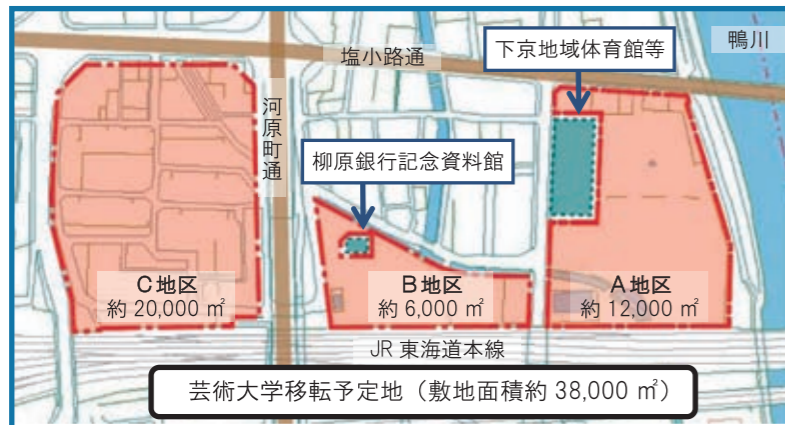 下京地域体育館等
鴨川
塩小路通
河原町通
柳原銀行記念資料館
C地区
約 20,000 ㎡
B地区
約 6,000 ㎡
A地区
約 12,000 ㎡
JR 東海道本線
芸術大学移転予定地（敷地面積約 38,000 ㎡）